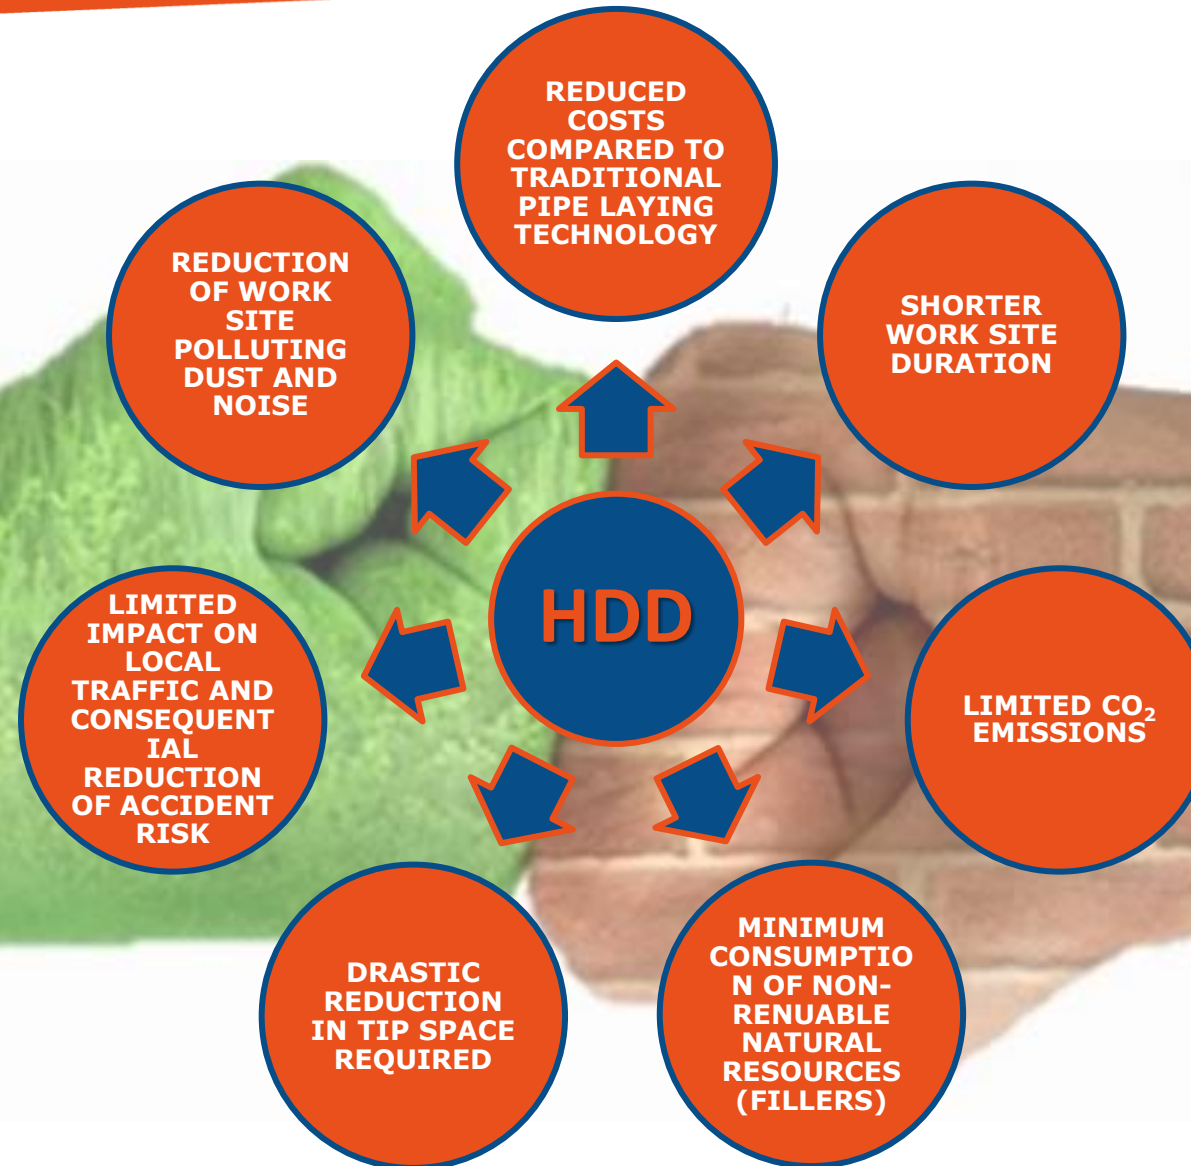 REDUCED
COSTS
COMPARED TO
TRADITIONAL
PIPE LAYING
TECHNOLOGY
SHORTER
WORK SITE
DURATION
LIMITED CO₂
EMISSIONS
MINIMUM
CONSUMPTIO
N OF NON-
RENUABLE
NATURAL
RESOURCES
(FILLERS)
DRASTIC
REDUCTION
IN TIP SPACE
REQUIRED
LIMITED
IMPACT ON
LOCAL
TRAFFIC AND
CONSEQUENT
IAL
REDUCTION
OF ACCIDENT
RISK
REDUCTION
OF WORK
SITE
POLLUTING
DUST AND
NOISE
HDD